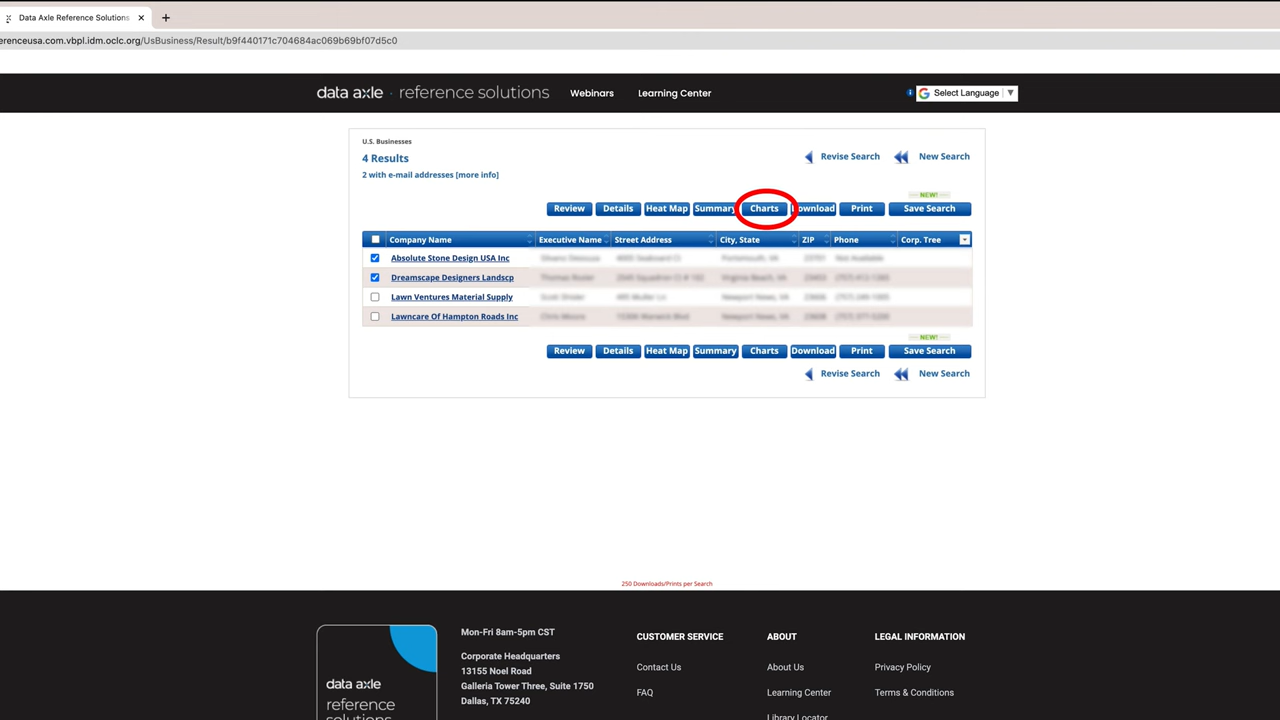 Data Axle Reference Solutions
erenceusa.com.vbpl.idm.oclc.org/UsBusiness/Result/b9f440171c704684ac069b69bf07d5c0
data axle · reference solutions Webinars Learning Center Select Language
U.S. Businesses
4 Results
Revise Search New Search
2 with e-mail addresses [more info]
NEW!
Review Details Heat Map Summary Charts Download Print Save Search
Company Name Executive Name Street Address City, State ZIP Phone Corp. Tree
Absolute Stone Design USA Inc
Dreamscape Designers Landscp
Lawn Ventures Material Supply
Lawncare Of Hampton Roads Inc
NEW!
Review Details Heat Map Summary Charts Download Print Save Search
Revise Search New Search
250 Downloads/Prints per Search
data axle
reference
solutions
Mon-Fri 8am-5pm CST
Corporate Headquarters
13155 Noel Road
Galleria Tower Three, Suite 1750
Dallas, TX 75240
CUSTOMER SERVICE
Contact Us
FAQ
ABOUT
About Us
Learning Center
Library Locator
LEGAL INFORMATION
Privacy Policy
Terms & Conditions